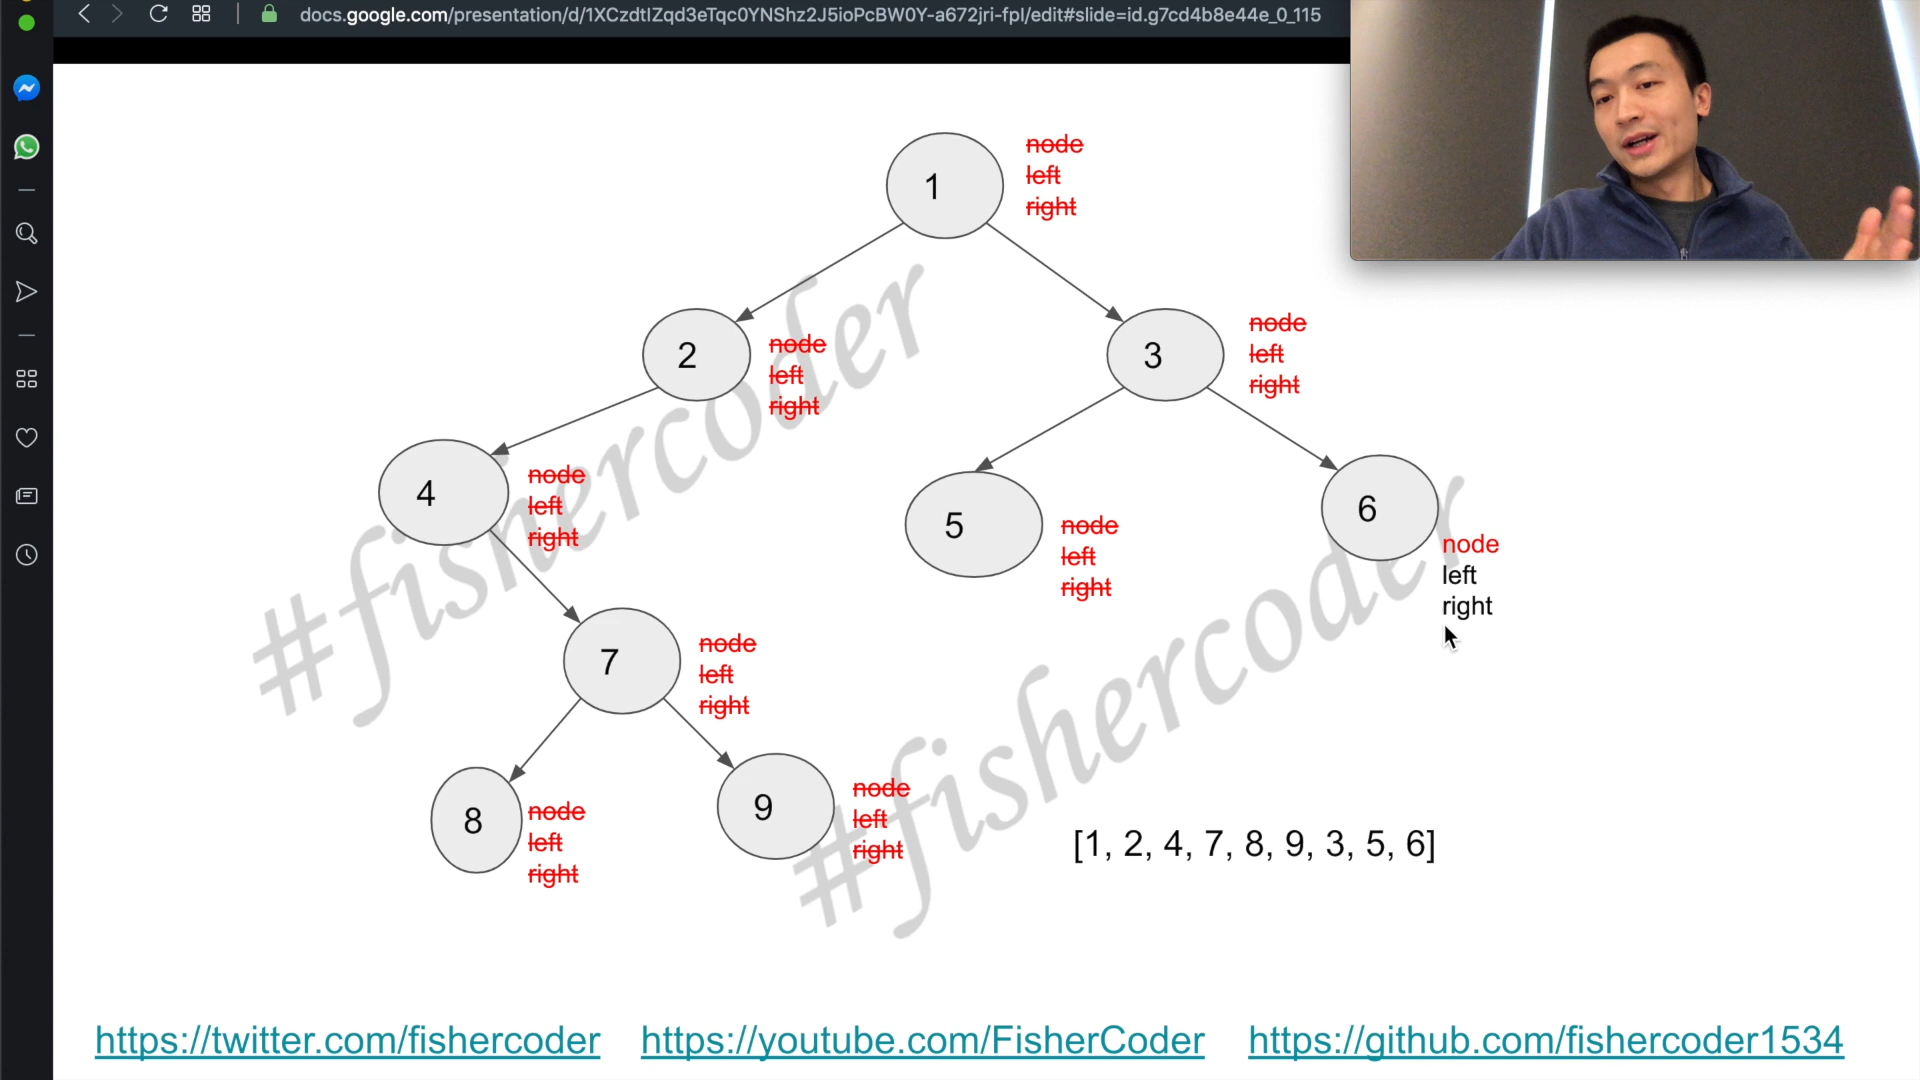 docs.google.com/presentation/d/1XCzdtIZqd3eTqc0YNShz2J5ioPcBW0Y-a672jri-fpI/edit#slide=id.g7cd4b8e44e_0_115
1
node
left
right
2
node
left
right
3
node
left
right
4
node
left
right
5
node
left
right
6
node
left
right
7
node
left
right
8
node
left
right
9
node
left
right
[1, 2, 4, 7, 8, 9, 3, 5, 6]
#fishercoder
#fishercoder
https://twitter.com/fishercoder
https://youtube.com/FisherCoder
https://github.com/fishercoder1534